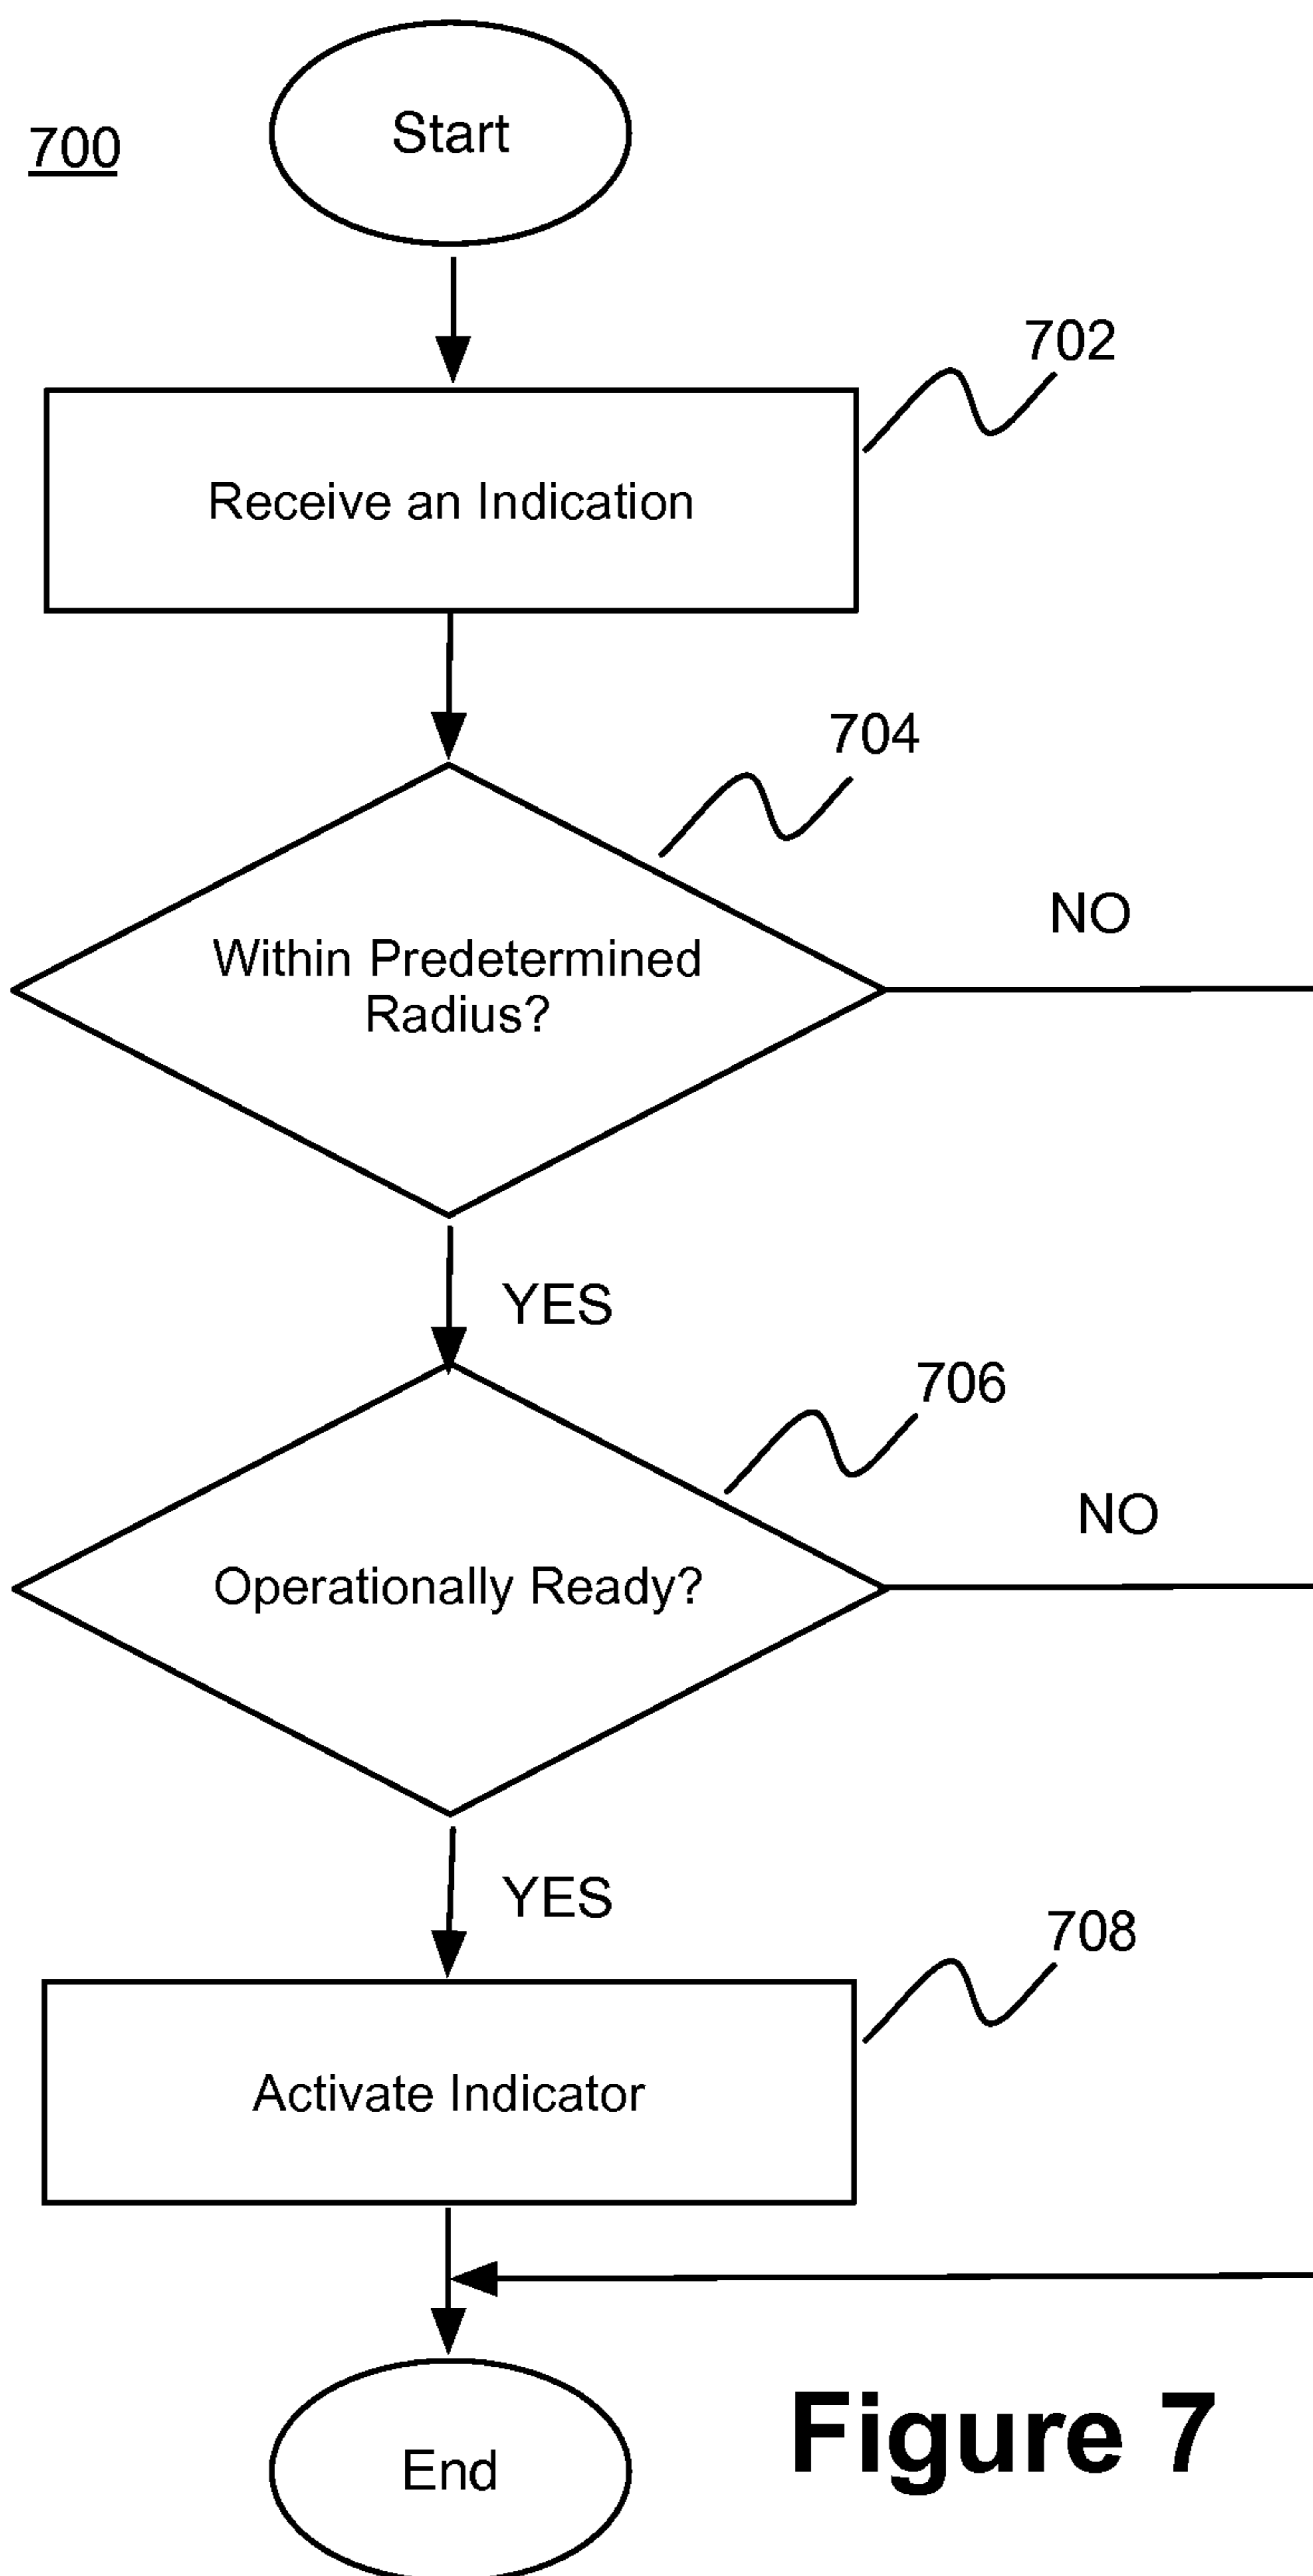 Start
700
702
Receive an Indication
704
NO
Within Predetermined
Radius?
YES
706
NO
Operationally Ready?
YES
708
Activate Indicator
End
Figure 7